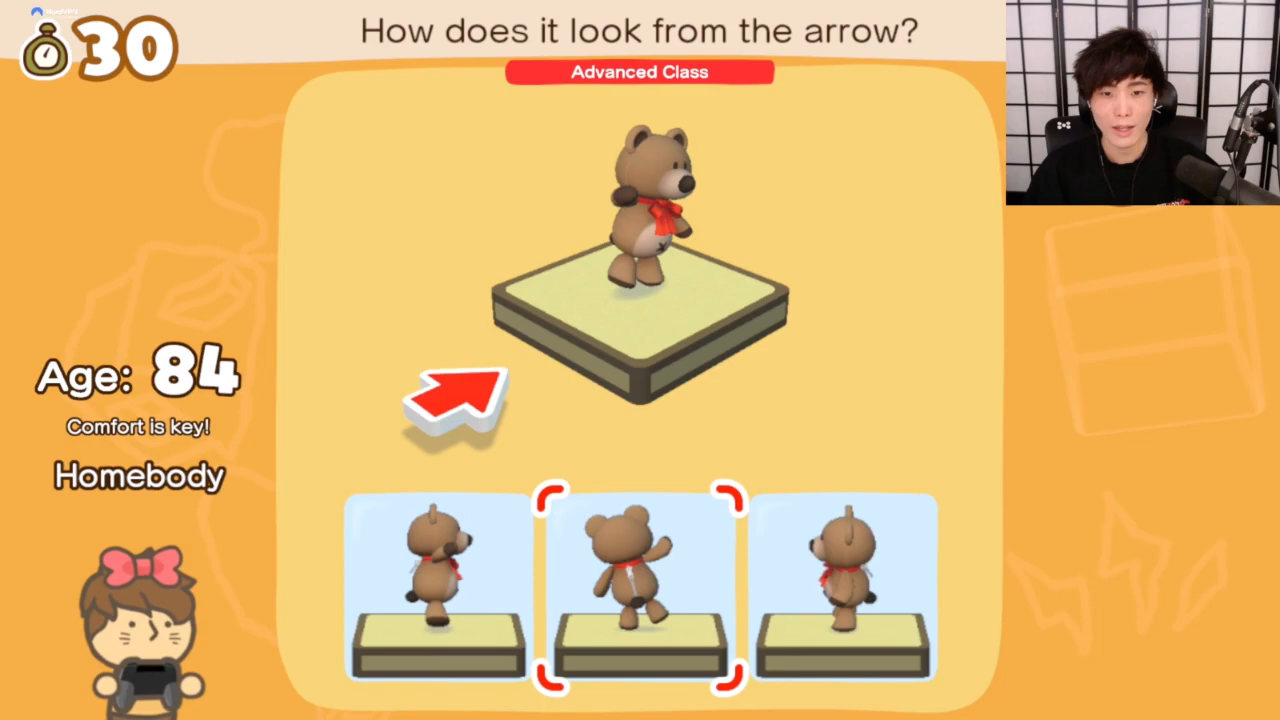 How does it look from the arrow?
30
Advanced Class
Age: 84
Comfort is key!
Homebody